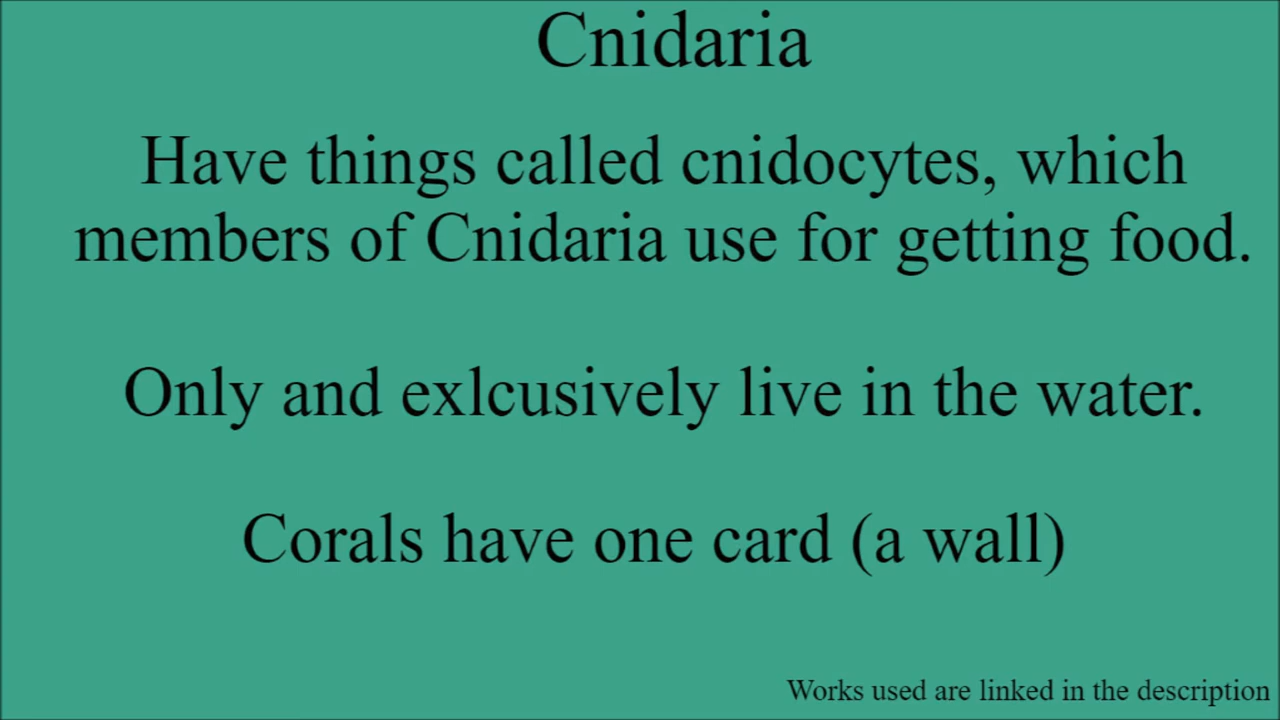 Cnidaria
Have things called cnidocytes, which
members of Cnidaria use for getting food.
Only and exlcusively live in the water.
Corals have one card (a wall)
Works used are linked in the description